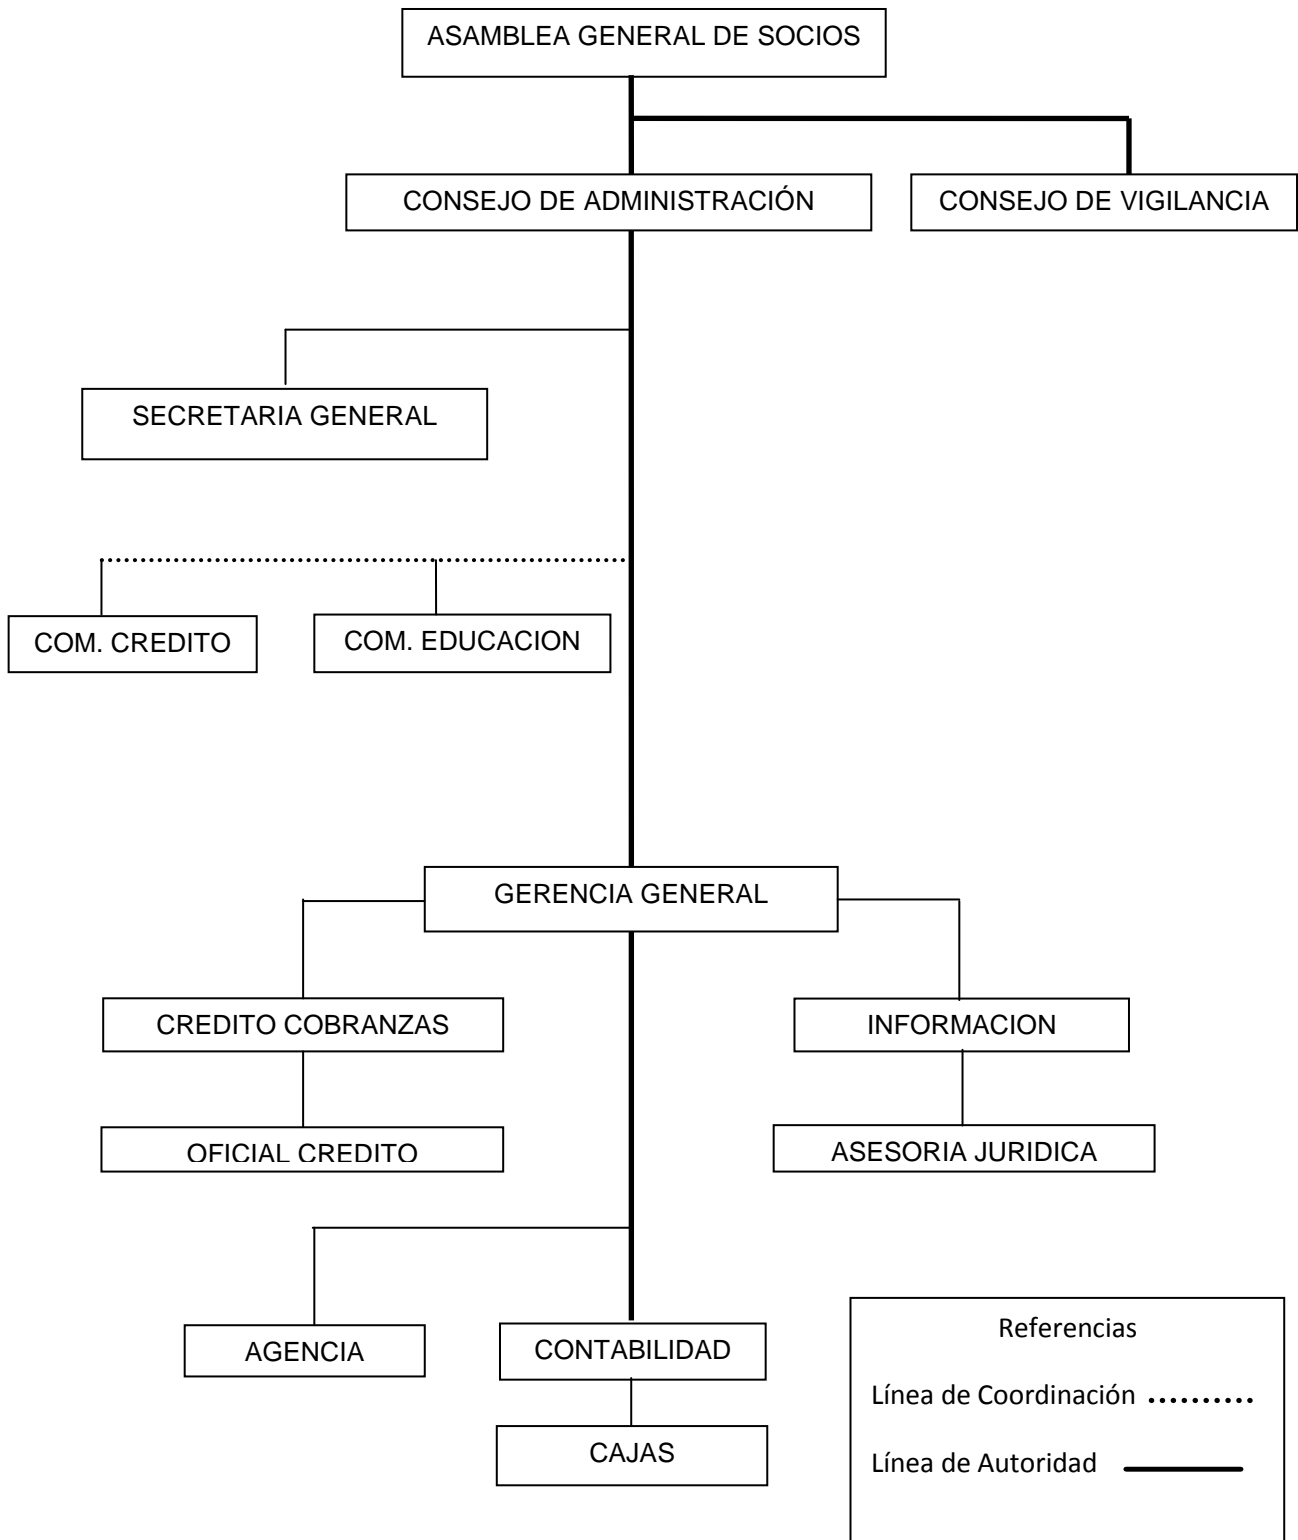 ASAMBLEA GENERAL DE SOCIOS
CONSEJO DE ADMINISTRACIÓN
CONSEJO DE VIGILANCIA
SECRETARIA GENERAL
COM. CREDITO
COM. EDUCACION
GERENCIA GENERAL
CREDITO COBRANZAS
INFORMACION
OFICIAL CREDITO
ASESORIA JURIDICA
AGENCIA
CONTABILIDAD
CAJAS
Referencias
Línea de Coordinación
Línea de Autoridad